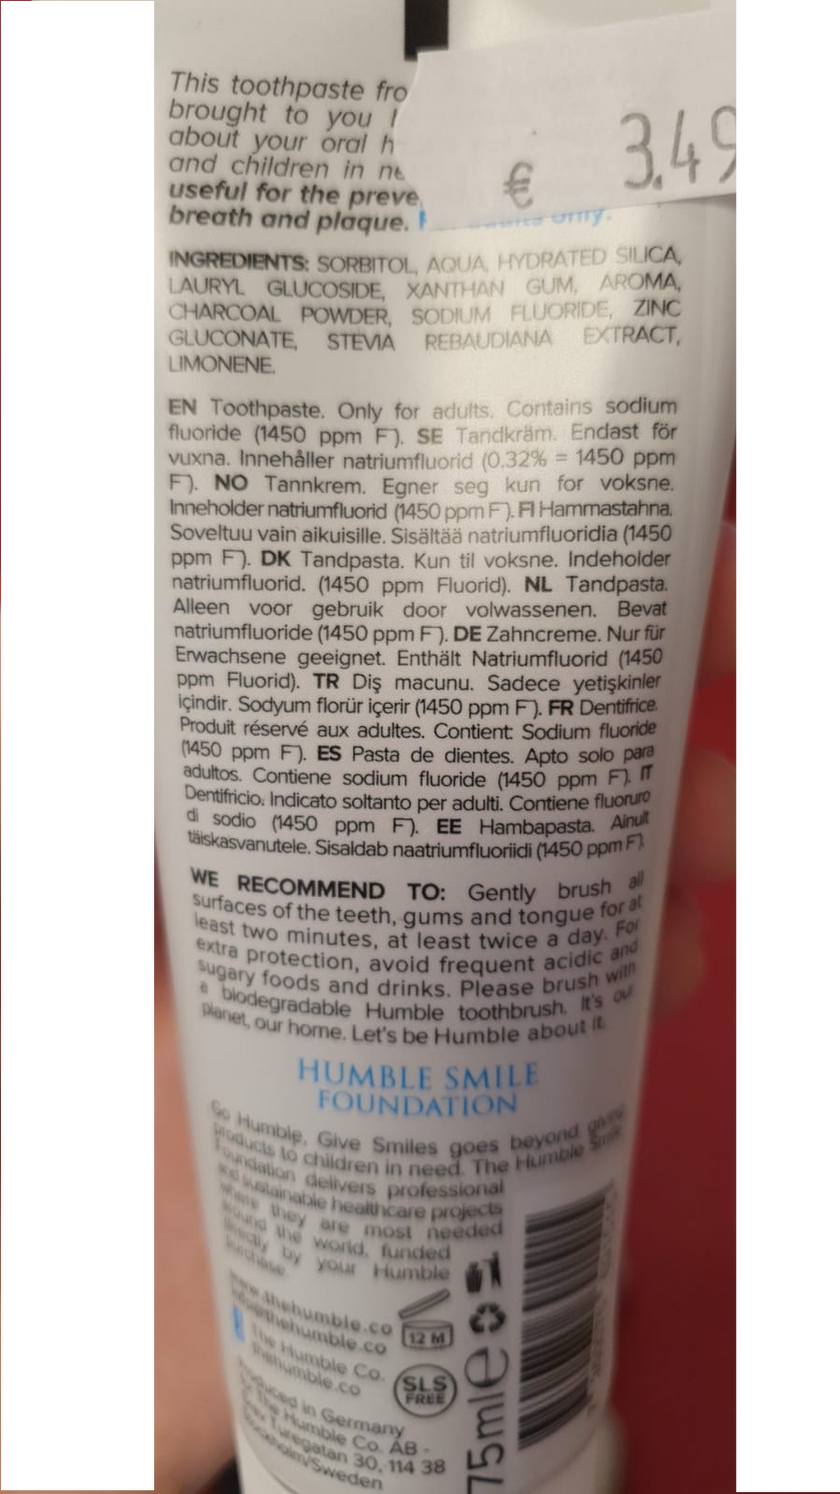 This toothpaste fro
brought to you
about your oral h
and children in ne
useful for the preve
breath and plaque.
only.
€ 3.49
INGREDIENTS: SORBITOL, AQUA, HYDRATED SILICA,
LAURYL GLUCOSIDE, XANTHAN GUM, AROMA,
CHARCOAL POWDER, SODIUM FLUORIDE, ZINC
GLUCONATE, STEVIA REBAUDIANA EXTRACT,
LIMONENE.
EN Toothpaste. Only for adults. Contains sodium
fluoride (1450 ppm F⁻). SE Tandkräm. Endast för
vuxna. Innehåller natriumfluorid (0.32% = 1450 ppm
F⁻). NO Tannkrem. Egner seg kun for voksne.
Inneholder natriumfluorid (1450 ppm F⁻). FI Hammastahna.
Soveltuu vain aikuisille. Sisältää natriumfluoridia (1450
ppm F⁻). DK Tandpasta. Kun til voksne. Indeholder
natriumfluorid. (1450 ppm Fluorid). NL Tandpasta.
Alleen voor gebruik door volwassenen. Bevat
natriumfluoride (1450 ppm F⁻). DE Zahncreme. Nur für
Erwachsene geeignet. Enthält Natriumfluorid (1450
ppm Fluorid). TR Diş macunu. Sadece yetişkinler
içindir. Sodyum florür içerir (1450 ppm F⁻). FR Dentifrice.
Produit réservé aux adultes. Contient: Sodium fluoride
(1450 ppm F⁻). ES Pasta de dientes. Apto solo para
adultos. Contiene sodium fluoride (1450 ppm F⁻). IT
Dentifricio. Indicato soltanto per adulti. Contiene fluoruro
di sodio (1450 ppm F⁻). EE Hambapasta. Ainult
täiskasvanutele. Sisaldab naatriumfluoriidi (1450 ppm F⁻).
WE RECOMMEND TO: Gently brush all
surfaces of the teeth, gums and tongue for at
least two minutes, at least twice a day. For
extra protection, avoid frequent acidic and
sugary foods and drinks. Please brush with
a biodegradable Humble toothbrush. It's our
planet, our home. Let's be Humble about it.
HUMBLE SMILE
FOUNDATION
Go Humble. Give Smiles goes beyond giving
products to children in need. The Humble Smile
Foundation delivers professional
and sustainable healthcare projects
where they are most needed
around the world, funded
directly by your Humble
purchase.
www.thehumble.co
info@thehumble.co
The Humble Co.
thehumble.co
Produced in Germany
The Humble Co. AB -
Turegatan 30, 114 38
Stockholm/Sweden
12 M
SLS
FREE
75ml e